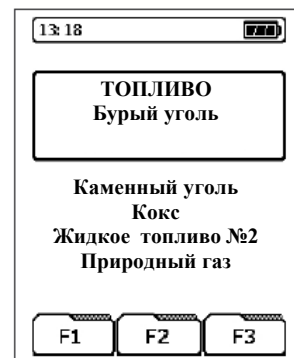 13:18
ТОПЛИВО
Бурый уголь
Каменный уголь
Кокс
Жидкое топливо №2
Природный газ
F1 F2 F3